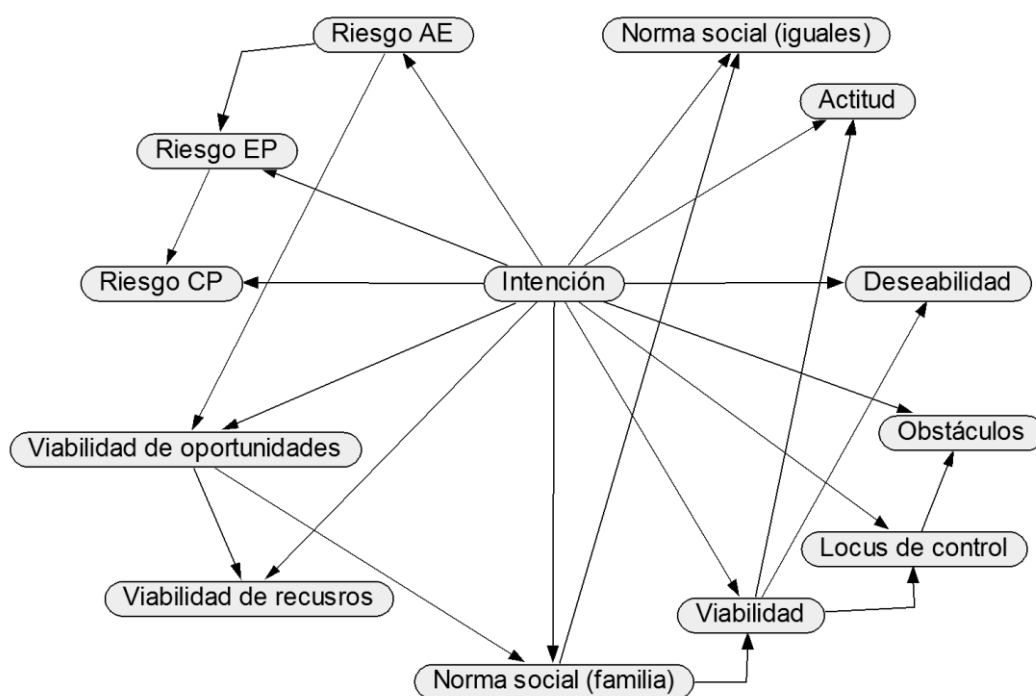 Riesgo AE
Norma social (iguales)
Actitud
Riesgo EP
Riesgo CP
Intención
Deseabilidad
Viabilidad de oportunidades
Obstáculos
Locus de control
Viabilidad de recusros
Viabilidad
Norma social (familia)